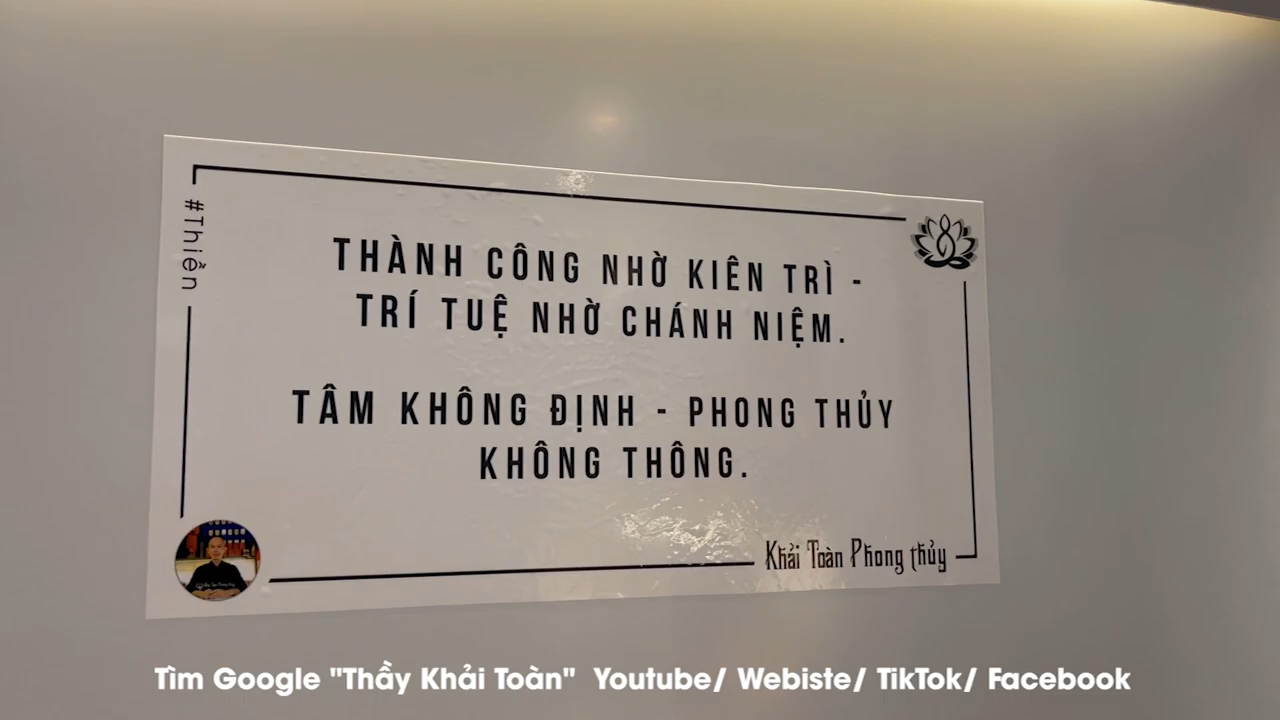 #Thiền
THÀNH CÔNG NHỜ KIÊN TRÌ -
TRÍ TUỆ NHỜ CHÁNH NIỆM.
TÂM KHÔNG ĐỊNH - PHONG THỦY
KHÔNG THÔNG.
Khải Toàn Phong thủy
Tìm Google "Thầy Khải Toàn" Youtube/ Webiste/ TikTok/ Facebook